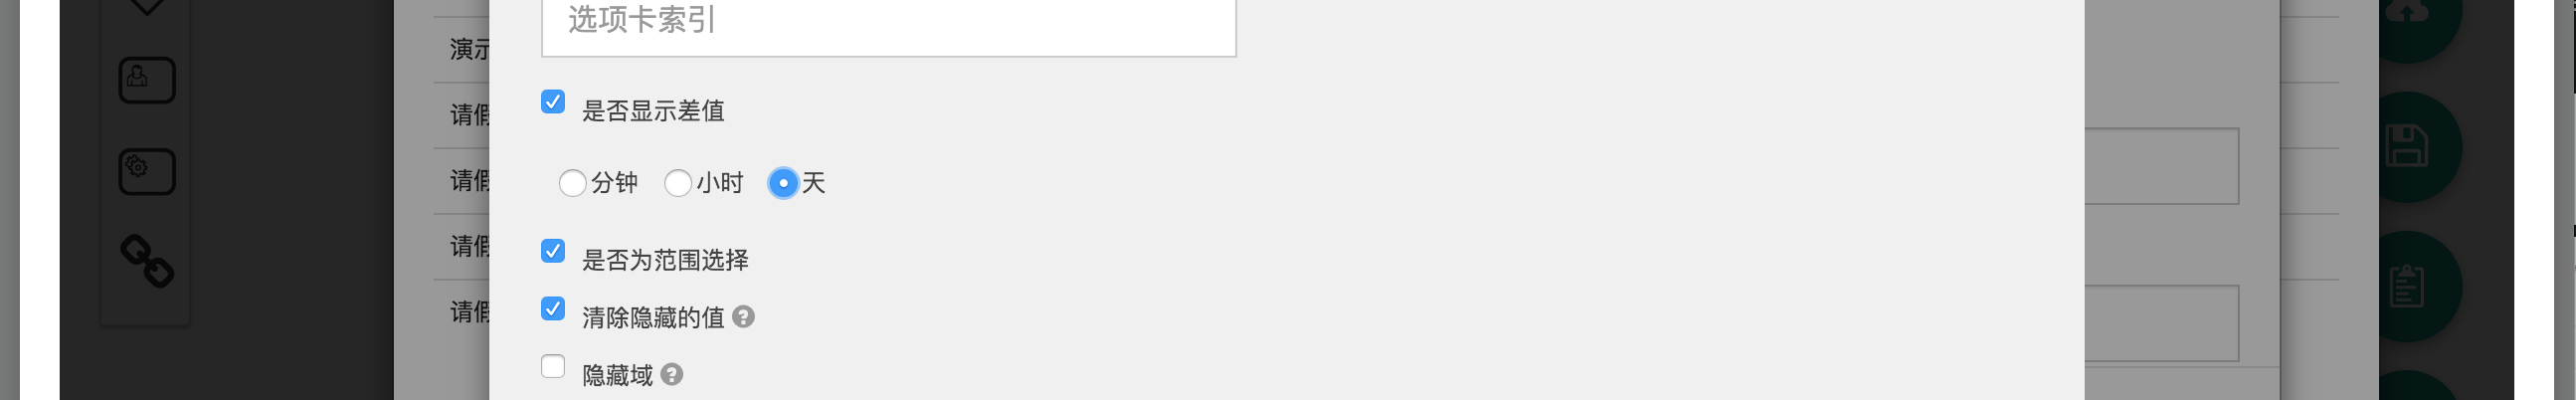 选项卡索引
演示
请假
是否显示差值
请假
分钟 小时 天
请假
是否为范围选择
请假
清除隐藏的值
隐藏域